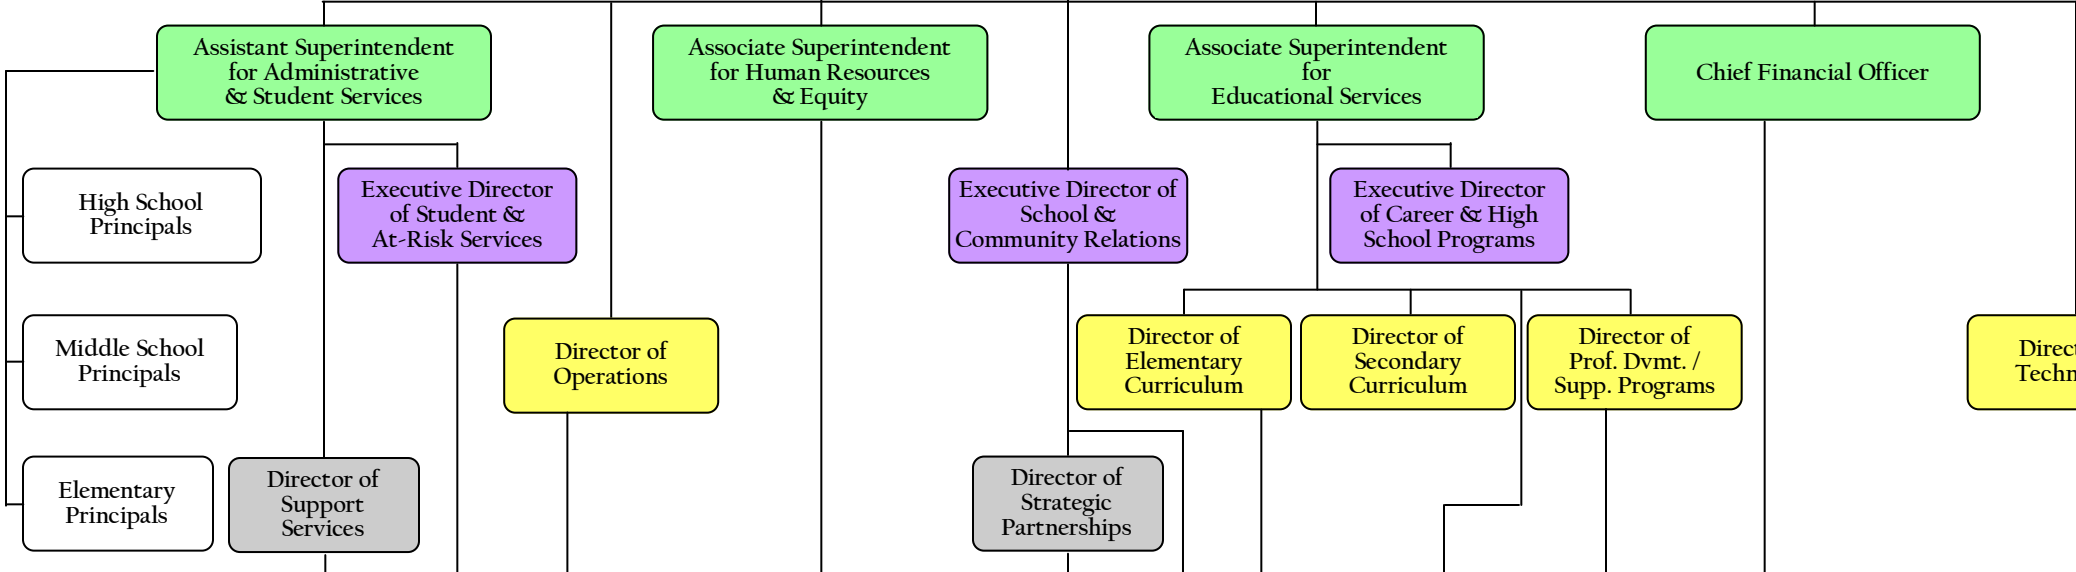 Assistant Superintendent
for Administrative
& Student Services
Associate Superintendent
for Human Resources
& Equity
Associate Superintendent
for
Educational Services
Chief Financial Officer
High School
Principals
Executive Director
of Student &
At-Risk Services
Executive Director of
School &
Community Relations
Executive Director
of Career & High
School Programs
Middle School
Principals
Director of
Operations
Director of
Elementary
Curriculum
Director of
Secondary
Curriculum
Director of
Prof. Dvmt. /
Supp. Programs
Elementary
Principals
Director of
Support
Services
Director of
Strategic
Partnerships